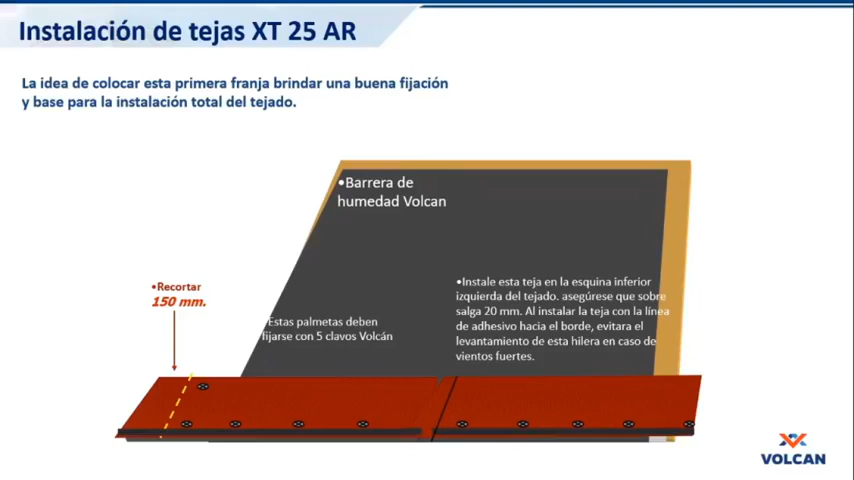 Instalación de tejas XT 25 AR
La idea de colocar esta primera franja brindar una buena fijación
y base para la instalación total del tejado.
•Barrera de
humedad Volcan
•Recortar
150 mm.
Estas palmetas deben
fijarse con 5 clavos Volcán
•Instale esta teja en la esquina inferior
izquierda del tejado. asegúrese que sobre
salga 20 mm. Al instalar la teja con la línea
de adhesivo hacia el borde, evitara el
levantamiento de esta hilera en caso de
vientos fuertes.
VOLCAN